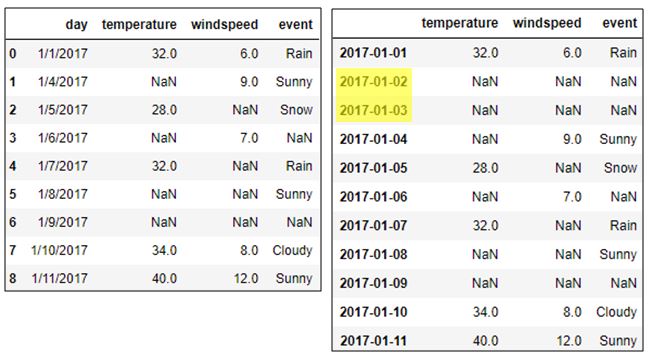 day temperature windspeed event
0 1/1/2017 32.0 6.0 Rain
1 1/4/2017 NaN 9.0 Sunny
2 1/5/2017 28.0 NaN Snow
3 1/6/2017 NaN 7.0 NaN
4 1/7/2017 32.0 NaN Rain
5 1/8/2017 NaN NaN Sunny
6 1/9/2017 NaN NaN NaN
7 1/10/2017 34.0 8.0 Cloudy
8 1/11/2017 40.0 12.0 Sunny
temperature windspeed event
2017-01-01 32.0 6.0 Rain
2017-01-02 NaN NaN NaN
2017-01-03 NaN NaN NaN
2017-01-04 NaN 9.0 Sunny
2017-01-05 28.0 NaN Snow
2017-01-06 NaN 7.0 NaN
2017-01-07 32.0 NaN Rain
2017-01-08 NaN NaN Sunny
2017-01-09 NaN NaN NaN
2017-01-10 34.0 8.0 Cloudy
2017-01-11 40.0 12.0 Sunny